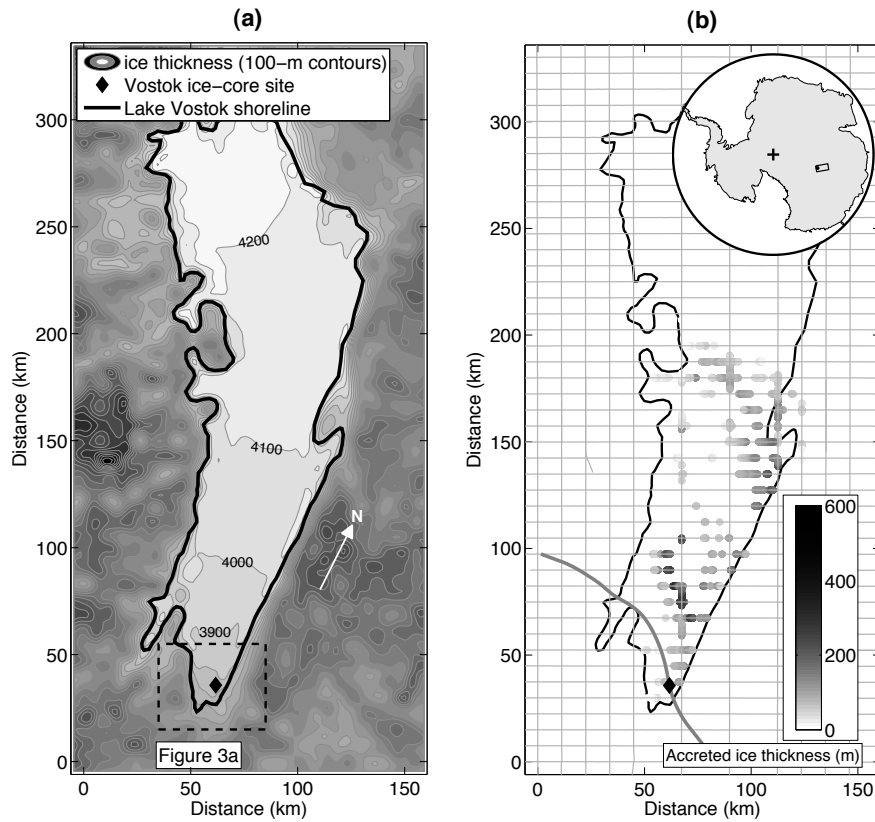 (a)
ice thickness (100-m contours)
Vostok ice-core site
Lake Vostok shoreline
300
250
200
150
100
50
0
Distance (km)
4200
4100
4000
3900
N
Figure 3a
0 50 100 150
Distance (km)
(b)
300
250
200
150
100
50
0
Distance (km)
600
400
200
0
Accreted ice thickness (m)
0 50 100 150
Distance (km)